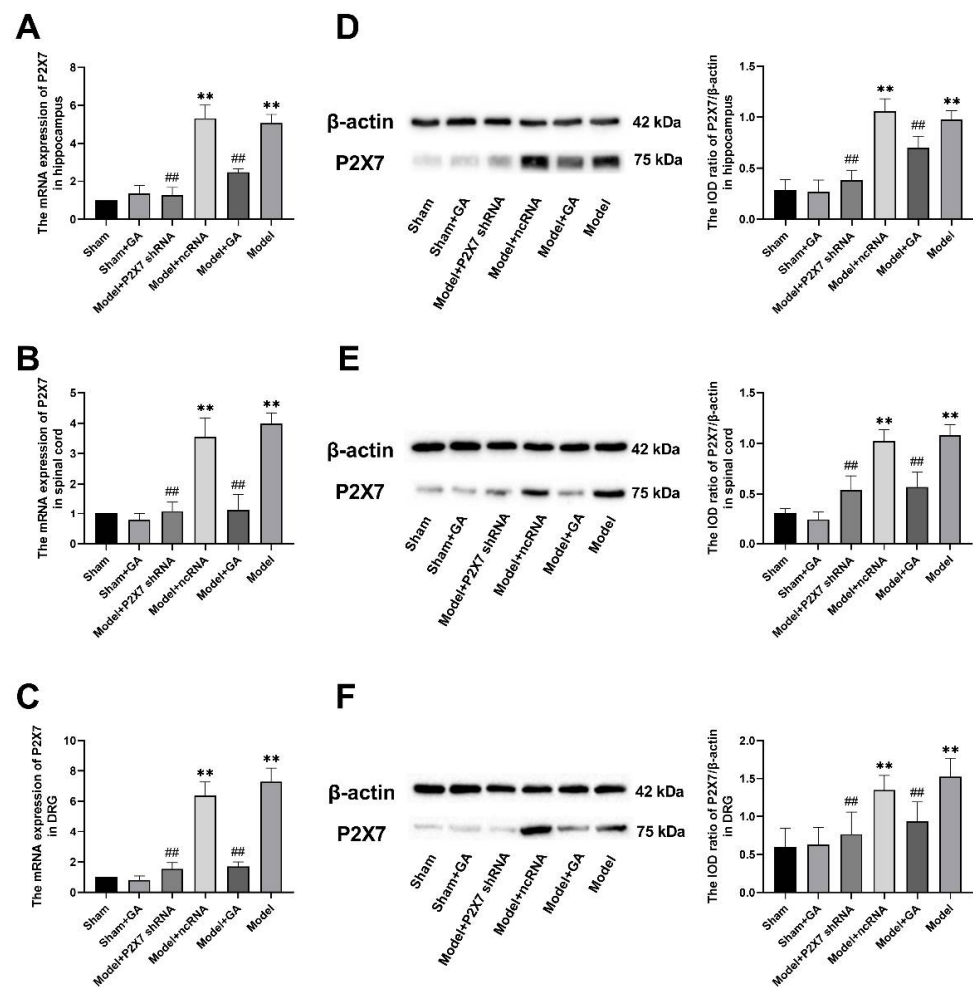 A
The mRNA expression of P2X7
in hippocampus
8
6
4
2
0
**
**
##
##
Sham
Sham+GA
Model+P2X7 shRNA
Model+ncRNA
Model+GA
Model
D
β-actin
42 kDa
P2X7
75 kDa
Sham
Sham+GA
Model+P2X7 shRNA
Model+ncRNA
Model+GA
Model
The IOD ratio of P2X7/β-actin
in hippocampus
1.5
1.0
0.5
0.0
##
**
##
**
Sham
Sham+GA
Model+P2X7 shRNA
Model+ncRNA
Model+GA
Model
B
The mRNA expression of P2X7
in spinal cord
5
4
3
2
1
0
##
**
##
**
Sham
Sham+GA
Model+P2X7 shRNA
Model+ncRNA
Model+GA
Model
E
β-actin
42 kDa
P2X7
75 kDa
Sham
Sham+GA
Model+P2X7 shRNA
Model+ncRNA
Model+GA
Model
The IOD ratio of P2X7/β-actin
in spinal cord
1.5
1.0
0.5
0.0
##
**
##
**
Sham
Sham+GA
Model+P2X7 shRNA
Model+ncRNA
Model+GA
Model
C
The mRNA expression of P2X7
in DRG
10
8
6
4
2
0
##
**
##
**
Sham
Sham+GA
Model+P2X7 shRNA
Model+ncRNA
Model+GA
Model
F
β-actin
42 kDa
P2X7
75 kDa
Sham
Sham+GA
Model+P2X7 shRNA
Model+ncRNA
Model+GA
Model
The IOD ratio of P2X7/β-actin
in DRG
2.0
1.5
1.0
0.5
0.0
##
**
##
**
Sham
Sham+GA
Model+P2X7 shRNA
Model+ncRNA
Model+GA
Model